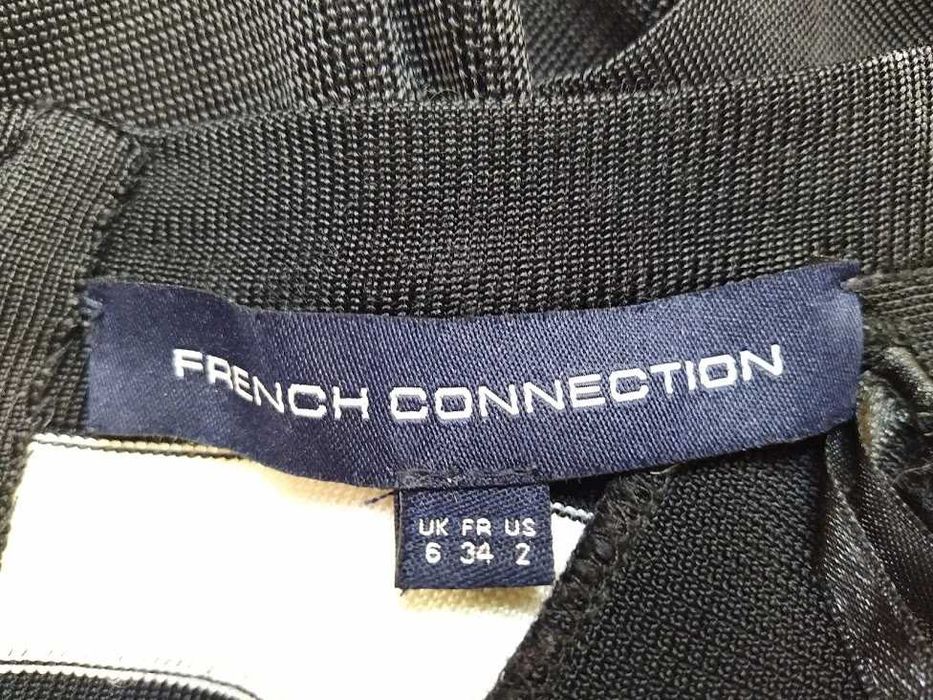 FRENCH CONNECTION
UK FR US
6 34 2